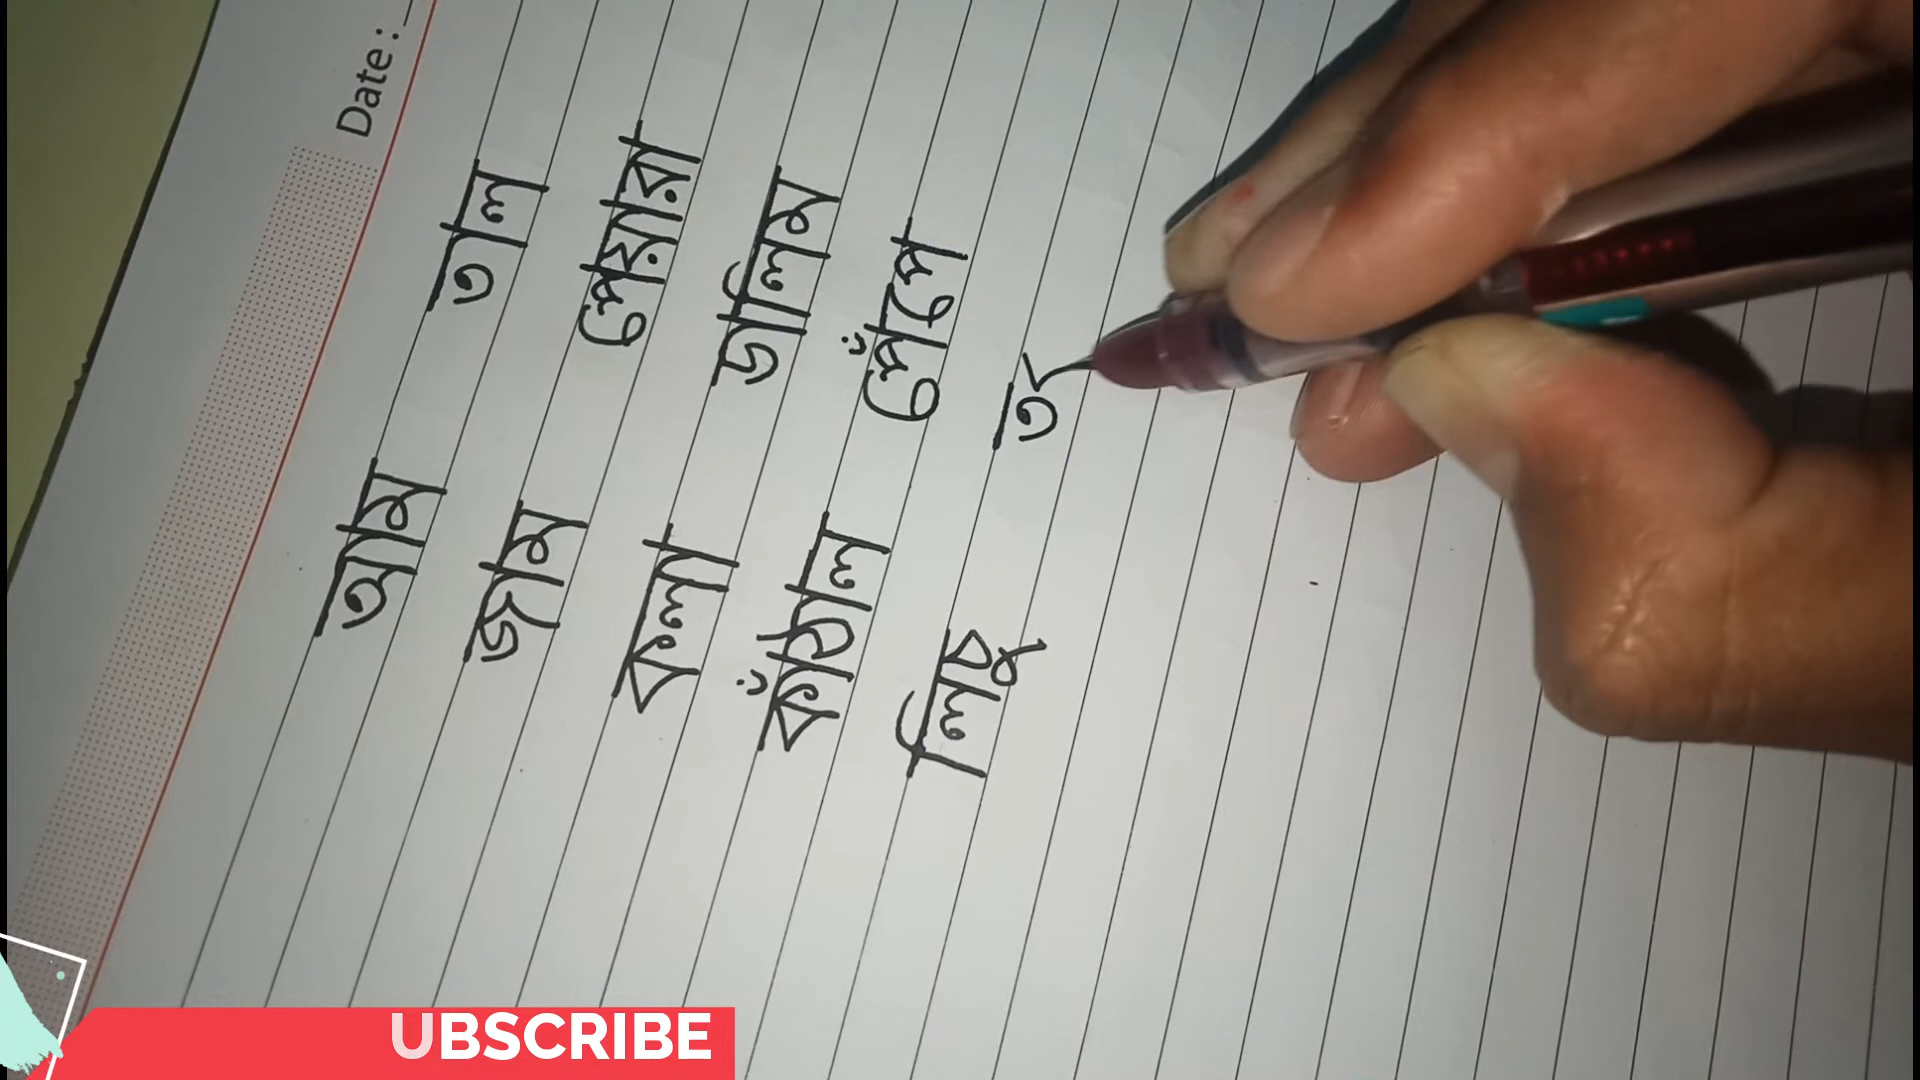 আম তাল
জাম পেয়ারা
কলা ডালিম
কাঁঠাল পেঁপে
লিচু ত
Date:
UBSCRIBE